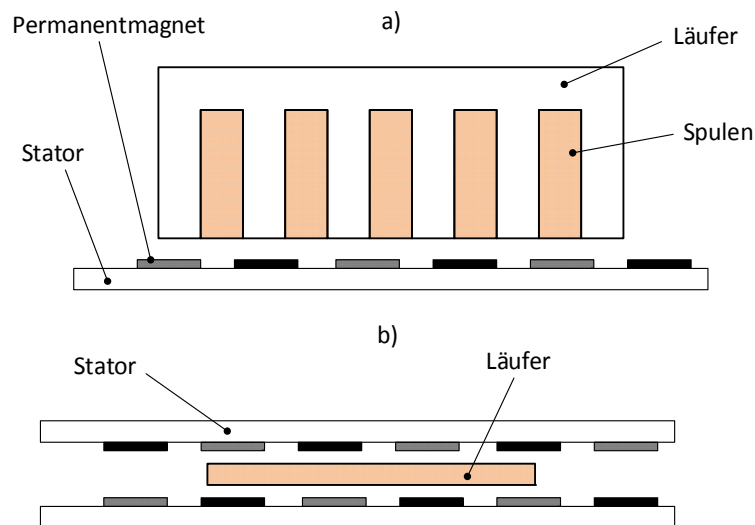 Permanentmagnet
a)
Läufer
Spulen
Stator
b)
Stator
Läufer